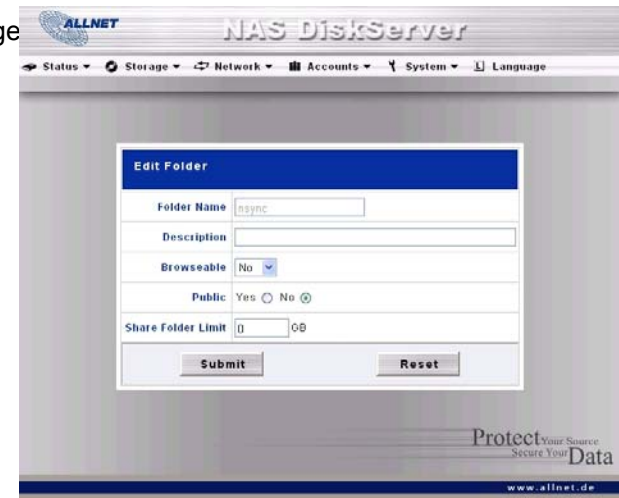 ge
ALLNET
NAS DiskServer
Status Storage Network Accounts System L Language
Edit Folder
Folder Name nsync
Description
Browseable No
Public Yes No
Share Folder Limit 0 GB
Submit Reset
Protect Your Source
Secure Your Data
www.allnet.de